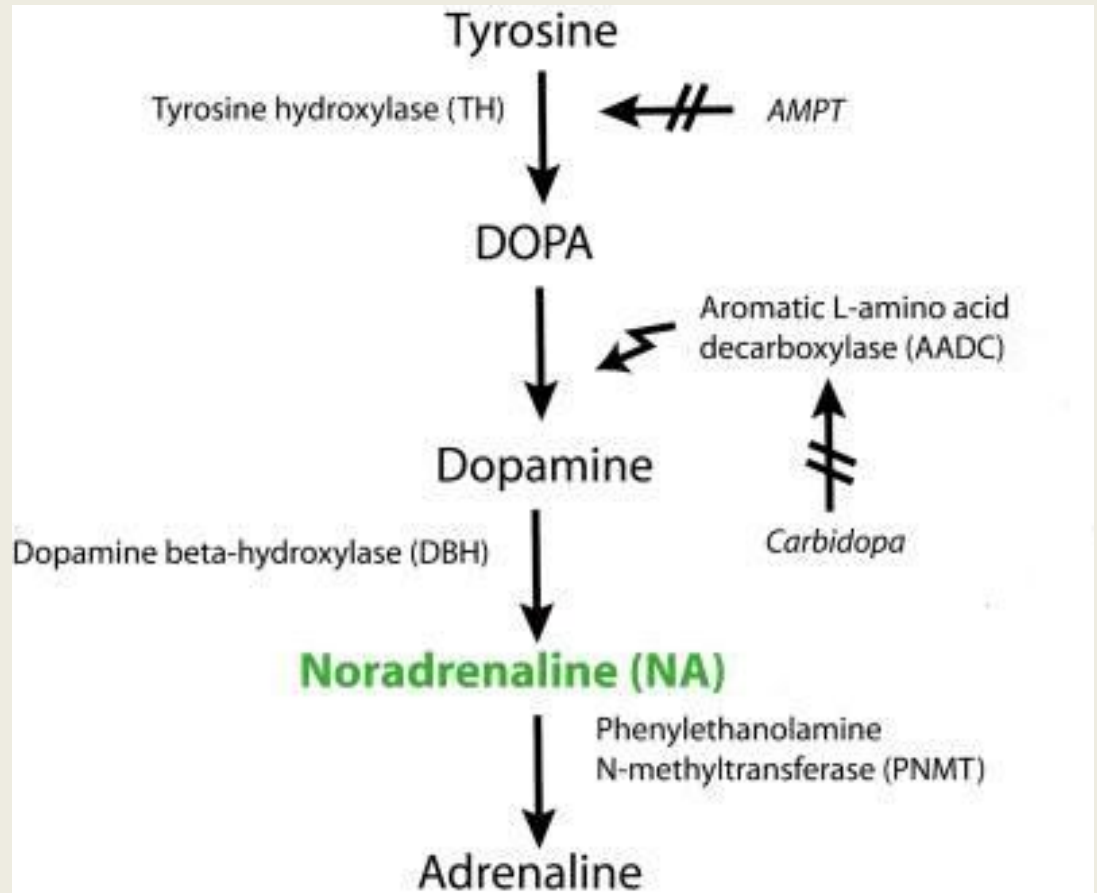 Tyrosine
Tyrosine hydroxylase (TH)
AMPT
DOPA
Aromatic L-amino acid
decarboxylase (AADC)
Dopamine
Carbidopa
Dopamine beta-hydroxylase (DBH)
Noradrenaline (NA)
Phenylethanolamine
N-methyltransferase (PNMT)
Adrenaline